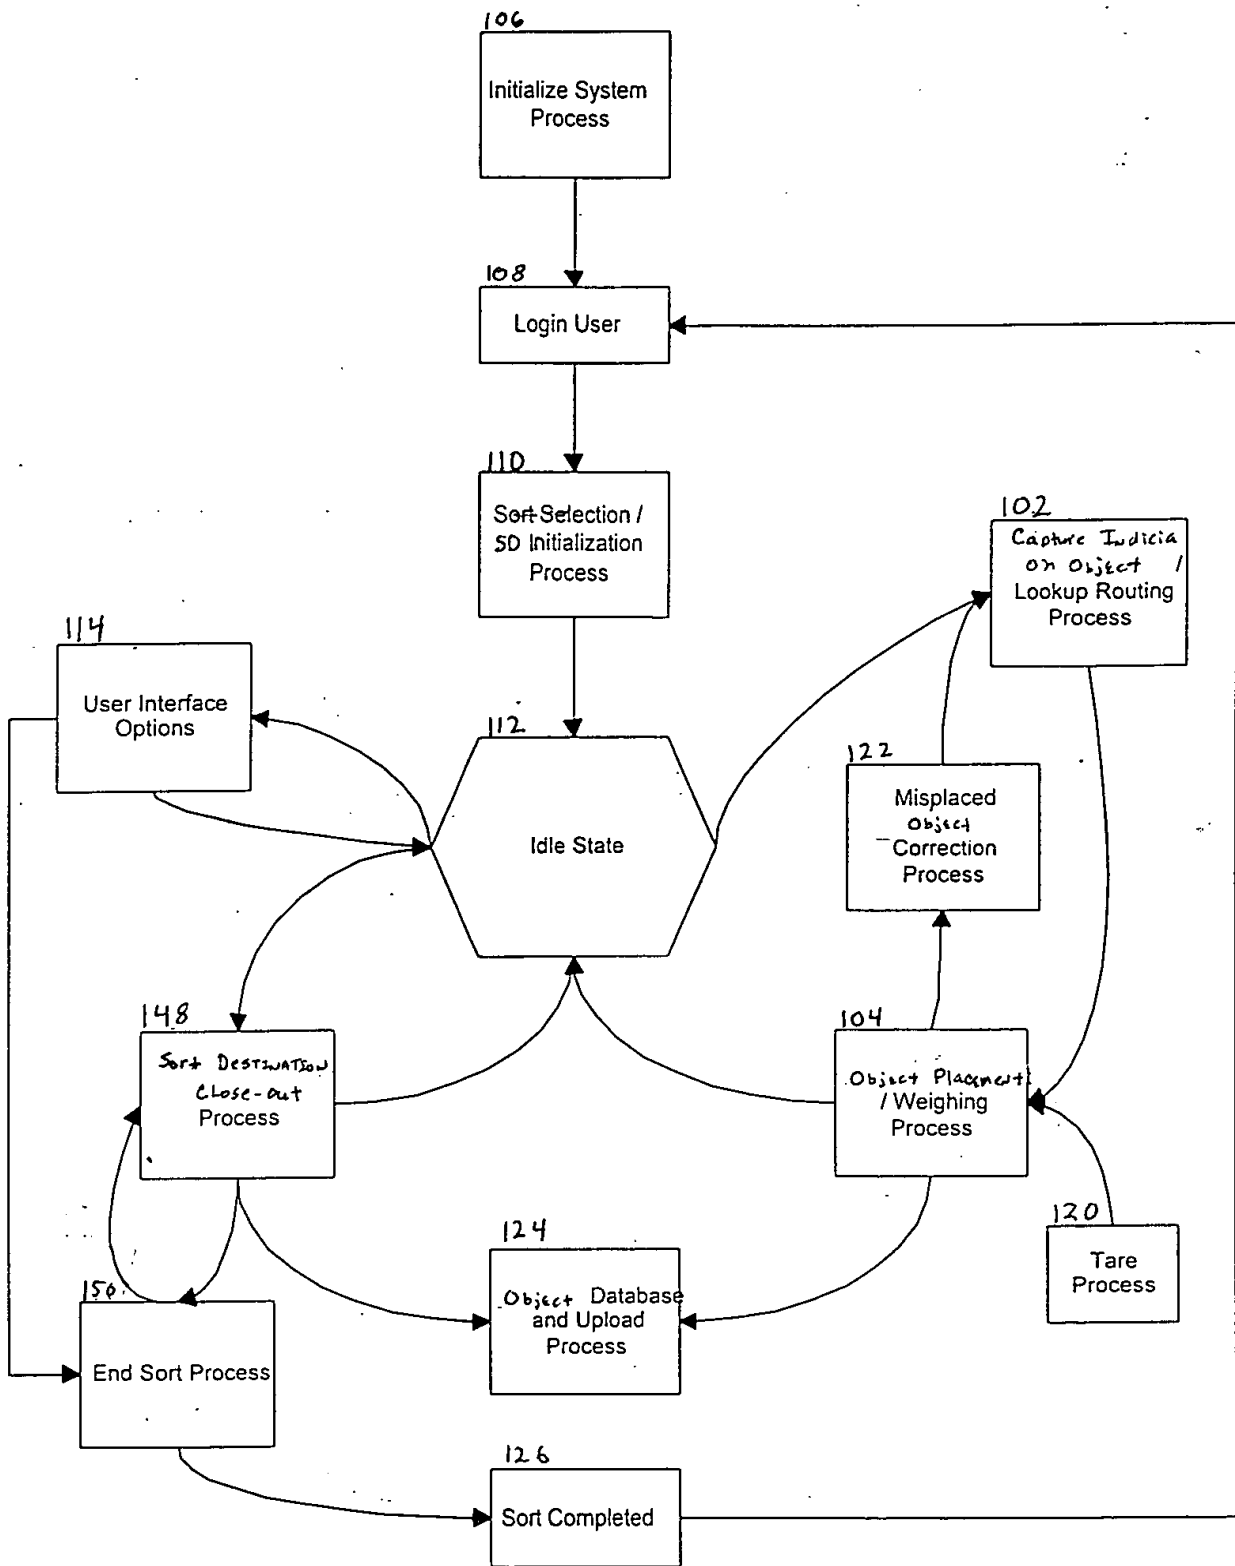 106
Initialize System
Process
108
Login User
110
Sort Selection /
SD Initialization
Process
102
Capture Indicia
on Object /
Lookup Routing
Process
114
User Interface
Options
112
Idle State
122
Misplaced
Object
Correction
Process
148
Sort Destination
Close-out
Process
104
Object Placment
/ Weighing
Process
120
Tare
Process
124
Object Database
and Upload
Process
150
End Sort Process
126
Sort Completed